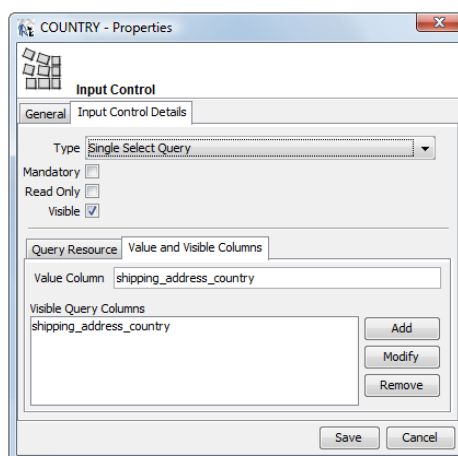 COUNTRY - Properties
Input Control
General Input Control Details
Type Single Select Query
Mandatory
Read Only
Visible
Query Resource Value and Visible Columns
Value Column shipping_address_country
Visible Query Columns
shipping_address_country
Add
Modify
Remove
Save Cancel